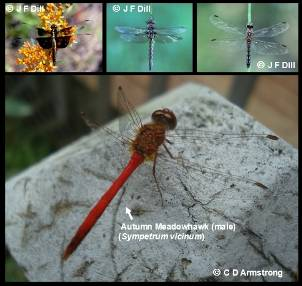 © J F Dill
© J F Dill
© J F Dill
Autumn Meadowhawk (male)
(Sympetrum vicinum)
© C D Armstrong